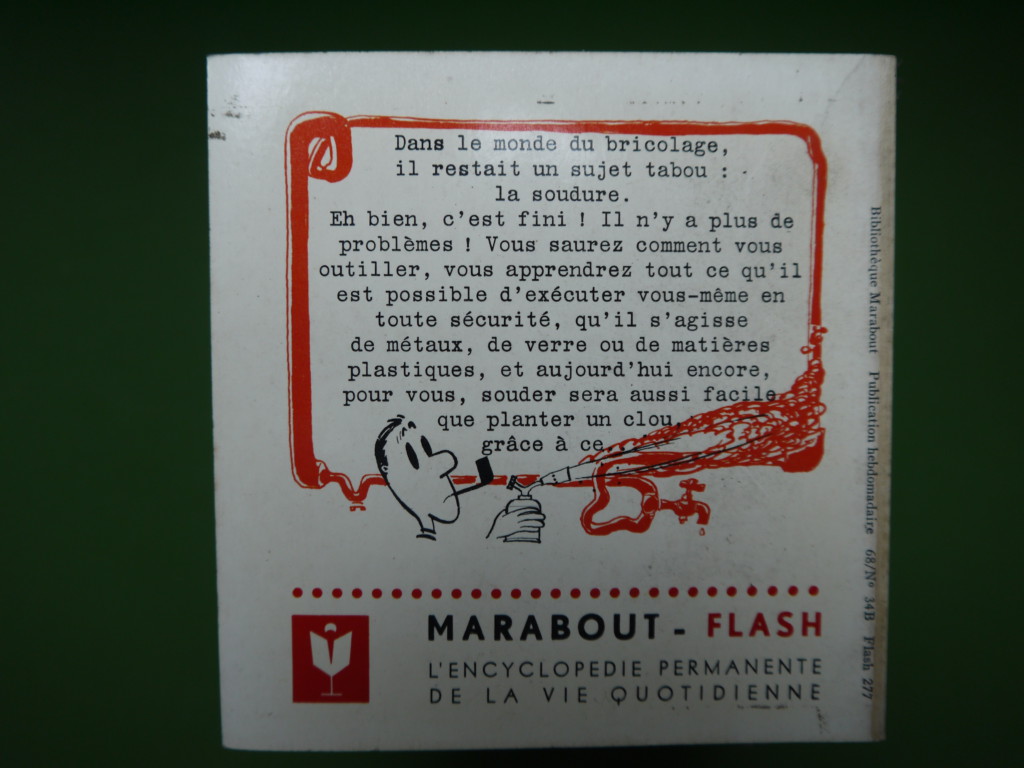 Dans le monde du bricolage,
il restait un sujet tabou :
la soudure.
Eh bien, c'est fini ! Il n'y a plus de
problèmes ! Vous saurez comment vous
outiller, vous apprendrez tout ce qu'il
est possible d'exécuter vous-même en
toute sécurité, qu'il s'agisse
de métaux, de verre ou de matières
plastiques, et aujourd'hui encore,
pour vous, souder sera aussi facile
que planter un clou,
grâce à ce
MARABOUT - FLASH
L'ENCYCLOPEDIE PERMANENTE
DE LA VIE QUOTIDIENNE
Bibliothèque Marabout Publication hebdomadaire 68/Nº 34B Flash 277